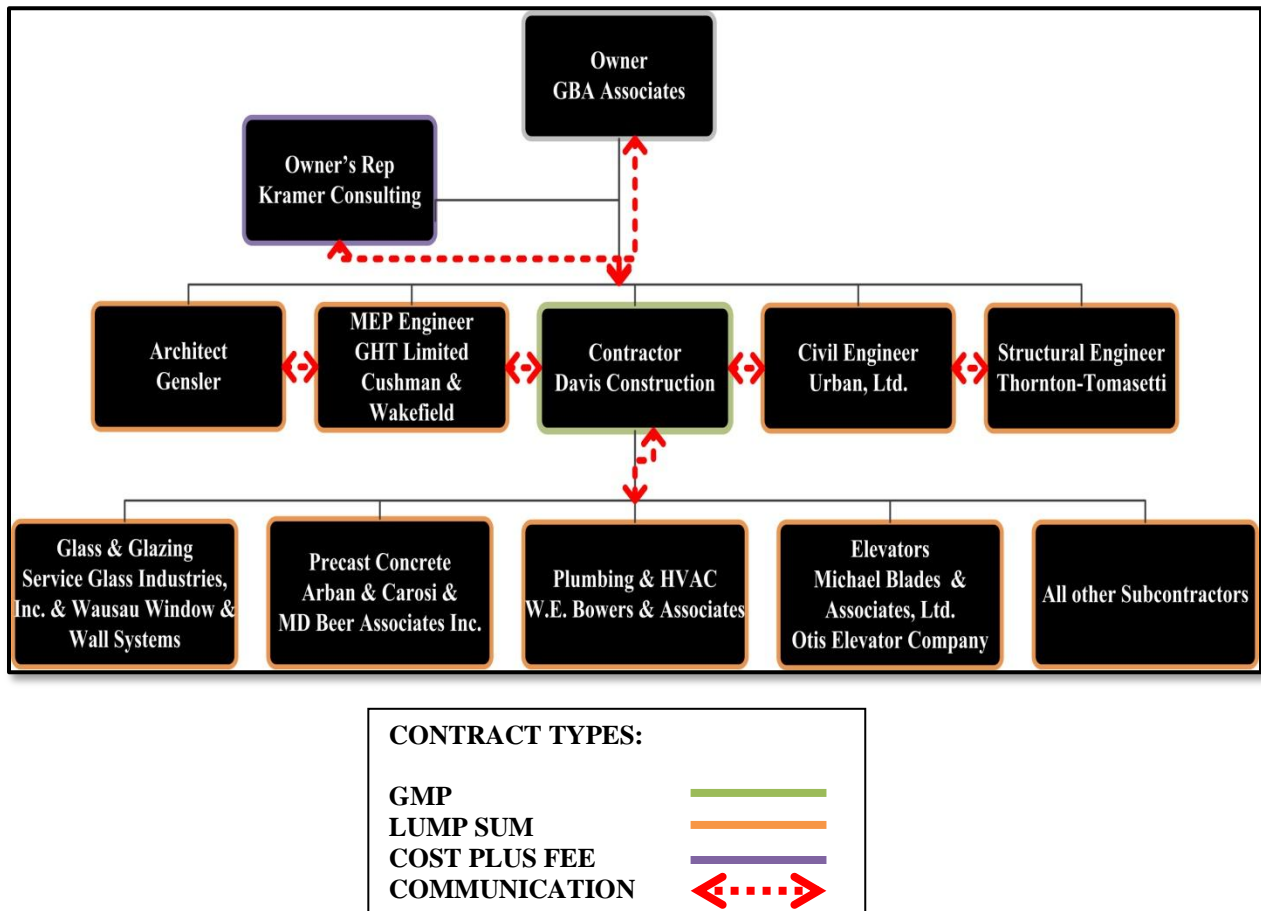 Owner
GBA Associates
Owner's Rep
Kramer Consulting
Architect
Gensler
MEP Engineer
GHT Limited
Cushman &
Wakefield
Contractor
Davis Construction
Civil Engineer
Urban, Ltd.
Structural Engineer
Thornton-Tomasetti
Glass & Glazing
Service Glass Industries,
Inc. & Wausau Window &
Wall Systems
Precast Concrete
Arban & Carosi &
MD Beer Associates Inc.
Plumbing & HVAC
W.E. Bowers & Associates
Elevators
Michael Blades &
Associates, Ltd.
Otis Elevator Company
All other Subcontractors
CONTRACT TYPES:
GMP
LUMP SUM
COST PLUS FEE
COMMUNICATION